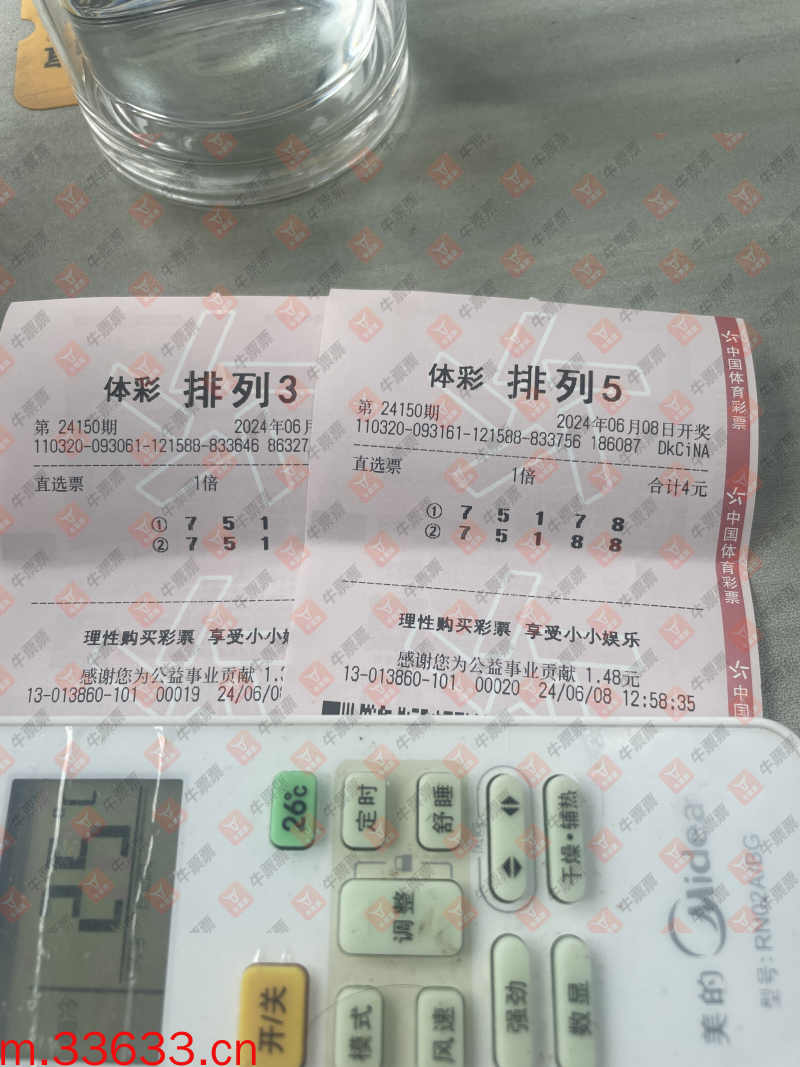 体彩 排列3
第 24150期
2024年06月
110320-093061-121588-833646 86327
直选票
1倍
① 7 5 1
② 7 5 1
理性购买彩票 享受小小
感谢您为公益事业贡献 1.
13-013860-101 00019 24/06/0
体彩 排列5
第 24150期
2024年06月08日开奖
110320-093161-121588-833756 186087 DkCiNA
直选票
1倍
合计4元
① 7 5 1 7 8
② 7 5 1 8 8
理性购买彩票 享受小小娱乐
感谢您为公益事业贡献 1.48元
13-013860-101 00020 24/06/08 12:58:35
中国体育彩票
中国体育彩票
中国
25℃
26℃
定时
舒睡
干燥·辅热
调整
开/关
模式
风速
强劲
数显
美的 Midea
型号: RN02A/BG
牛票票
m.33633.cn